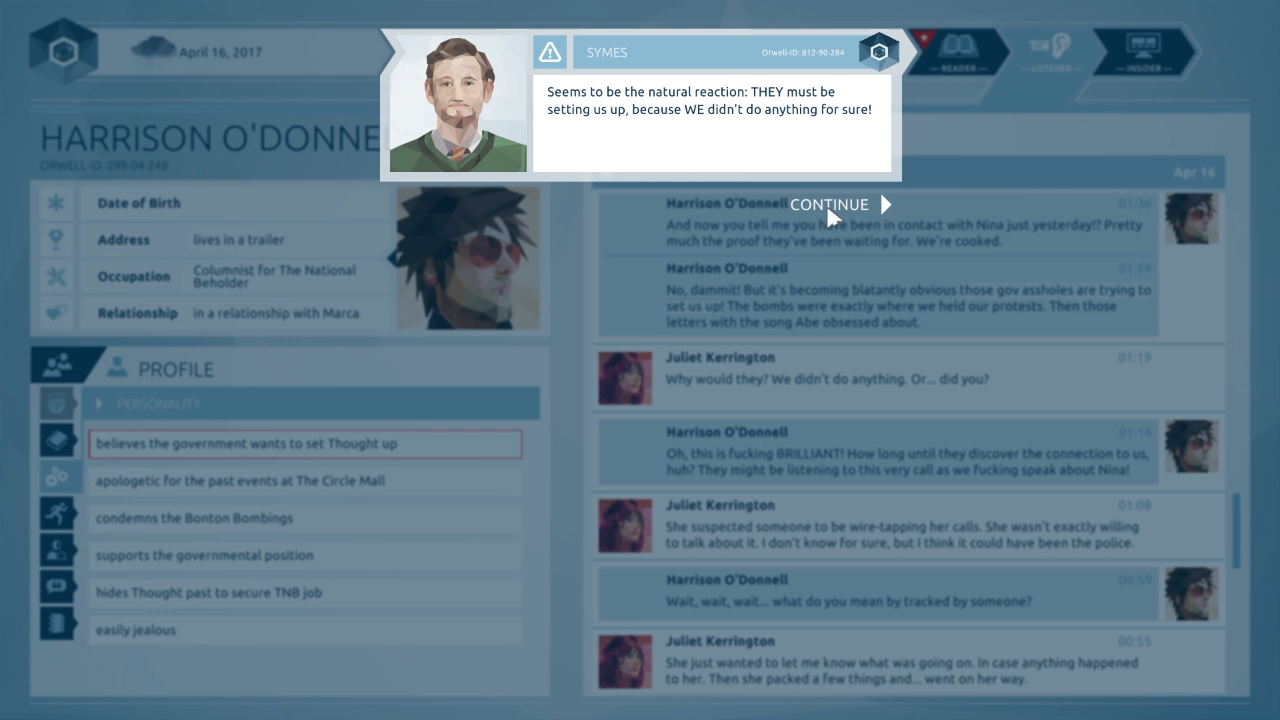 April 16, 2017
SYMES
Orwell-ID: 812-90-284
Seems to be the natural reaction: THEY must be
setting us up, because WE didn't do anything for sure!
CONTINUE
READER
LISTENER
INSIDER
HARRISON O'DONNE
ORWELL-ID: 299-04-248
Date of Birth
Address lives in a trailer
Occupation Columnist for The National
Beholder
Relationship in a relationship with Marca
PROFILE
PERSONALITY
believes the government wants to set Thought up
apologetic for the past events at The Circle Mall
condemns the Bonton Bombings
supports the governmental position
hides Thought past to secure TNB job
easily jealous
Apr 16
Harrison O'Donnell 01:36
And now you tell me you have been in contact with Nina just yesterday!? Pretty
much the proof they've been waiting for. We're cooked.
Harrison O'Donnell 01:29
No, dammit! But it's becoming blatantly obvious those gov assholes are trying to
set us up! The bombs were exactly where we held our protests. Then those
letters with the song Abe obsessed about.
Juliet Kerrington 01:19
Why would they? We didn't do anything. Or... did you?
Harrison O'Donnell 01:16
Oh, this is fucking BRILLIANT! How long until they discover the connection to us,
huh? They might be listening to this very call as we fucking speak about Nina!
Juliet Kerrington 01:08
She suspected someone to be wire-tapping her calls. She wasn't exactly willing
to talk about it. I don't know for sure, but I think it could have been the police.
Harrison O'Donnell 00:59
Wait, wait, wait... what do you mean by tracked by someone?
Juliet Kerrington 00:55
She just wanted to let me know what was going on. In case anything happened
to her. Then she packed a few things and... went on her way.